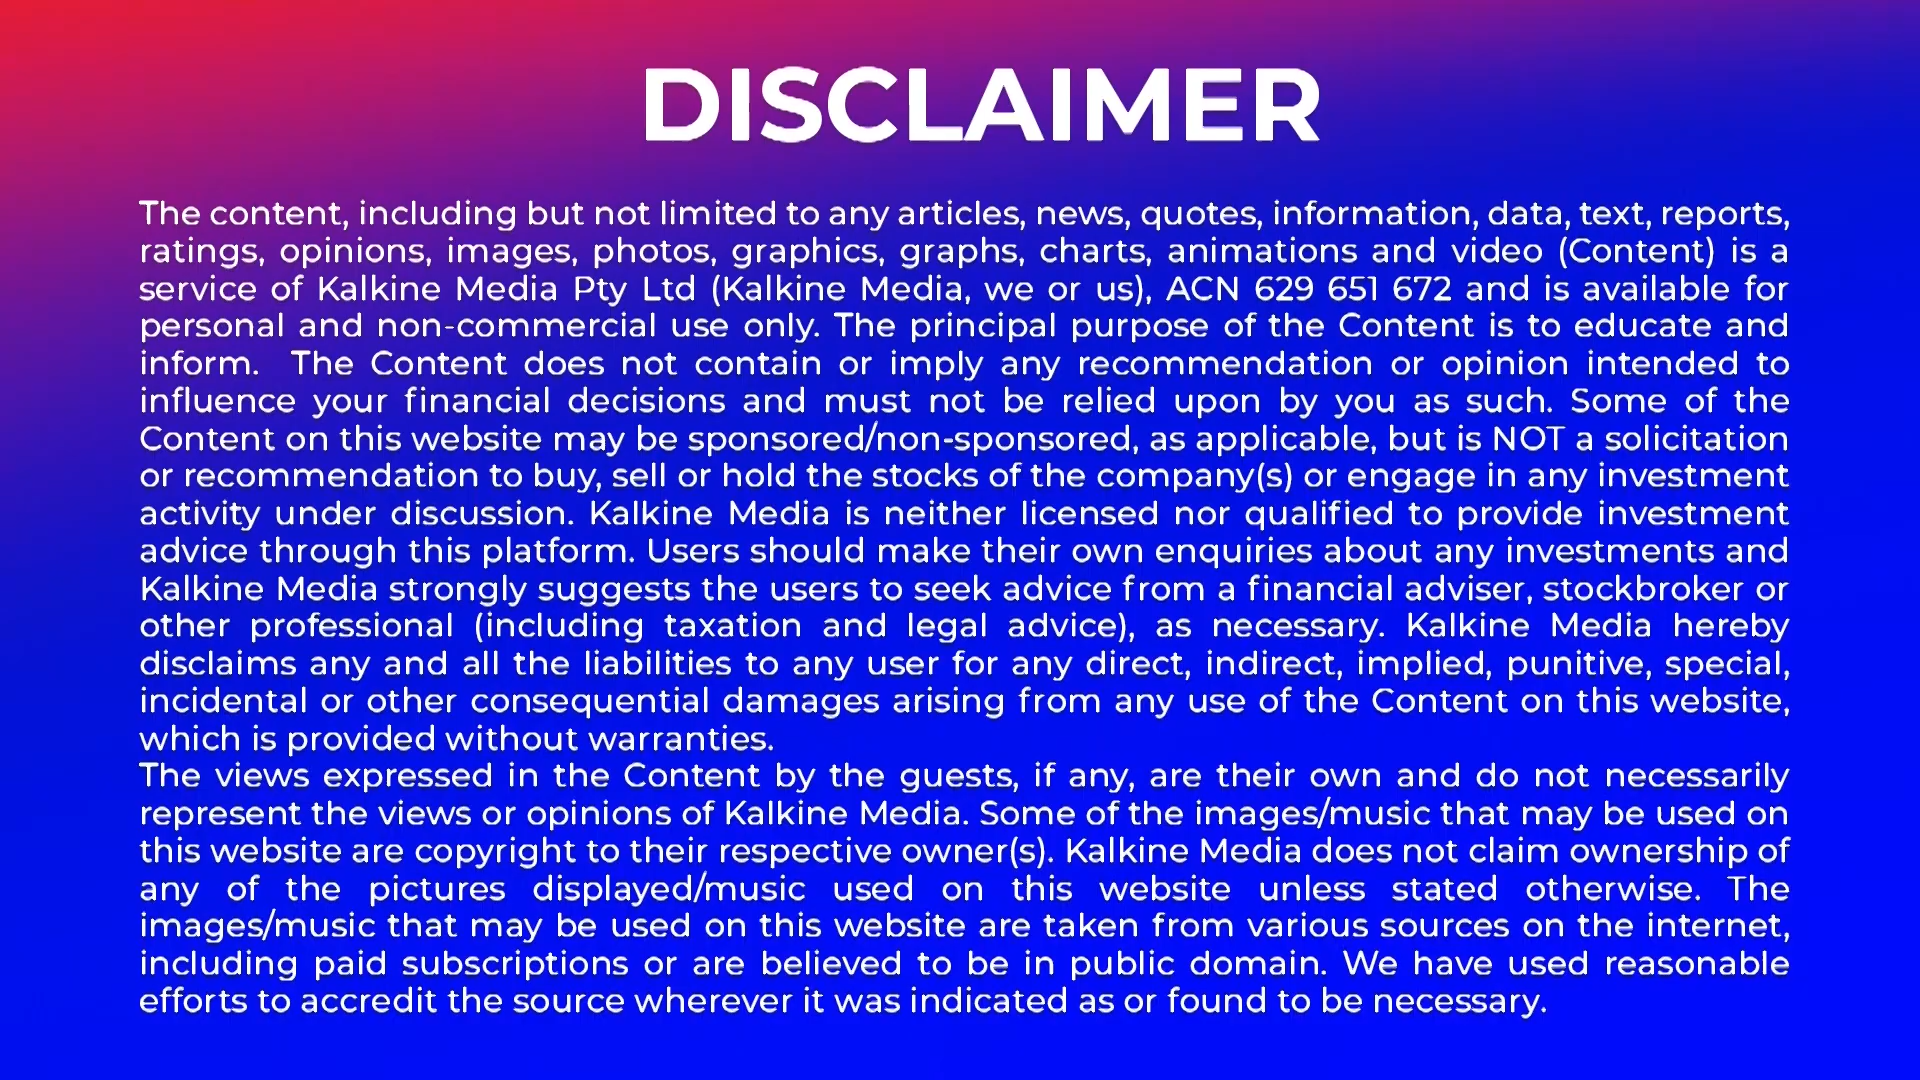 DISCLAIMER
The content, including but not limited to any articles, news, quotes, information, data, text, reports,
ratings, opinions, images, photos, graphics, graphs, charts, animations and video (Content) is a
service of Kalkine Media Pty Ltd (Kalkine Media, we or us), ACN 629 651 672 and is available for
personal and non-commercial use only. The principal purpose of the Content is to educate and
inform.  The Content does not contain or imply any recommendation or opinion intended to
influence your financial decisions and must not be relied upon by you as such. Some of the
Content on this website may be sponsored/non-sponsored, as applicable, but is NOT a solicitation
or recommendation to buy, sell or hold the stocks of the company(s) or engage in any investment
activity under discussion. Kalkine Media is neither licensed nor qualified to provide investment
advice through this platform. Users should make their own enquiries about any investments and
Kalkine Media strongly suggests the users to seek advice from a financial adviser, stockbroker or
other professional (including taxation and legal advice), as necessary. Kalkine Media hereby
disclaims any and all the liabilities to any user for any direct, indirect, implied, punitive, special,
incidental or other consequential damages arising from any use of the Content on this website,
which is provided without warranties.
The views expressed in the Content by the guests, if any, are their own and do not necessarily
represent the views or opinions of Kalkine Media. Some of the images/music that may be used on
this website are copyright to their respective owner(s). Kalkine Media does not claim ownership of
any of the pictures displayed/music used on this website unless stated otherwise. The
images/music that may be used on this website are taken from various sources on the internet,
including paid subscriptions or are believed to be in public domain. We have used reasonable
efforts to accredit the source wherever it was indicated as or found to be necessary.